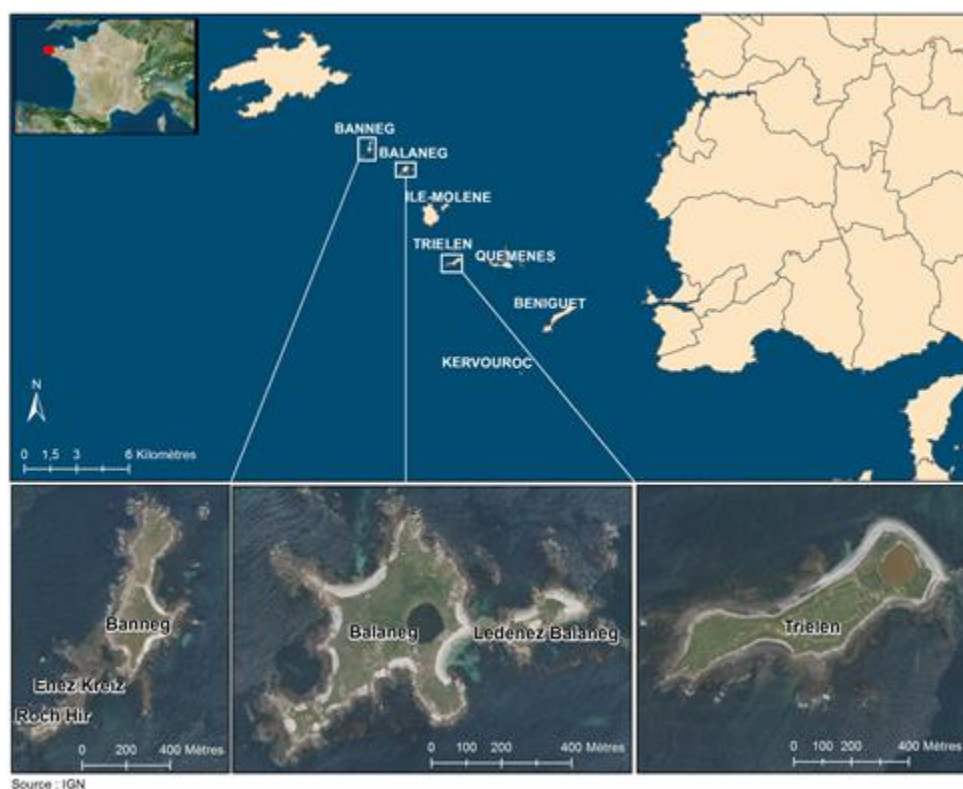 BANNEG
BALANEG
ILE-MOLENE
TRIELEN
QUEMENES
BENIGUET
KERVOUROC
N
0 1,5 3 6 Kilomètres
Banneg
Enez Kreiz
Roch Hir
0 200 400 Mètres
Balaneg
Ledenez Balaneg
0 100 200 400 Mètres
Trielen
0 100 200 400 Mètres
Source : IGN